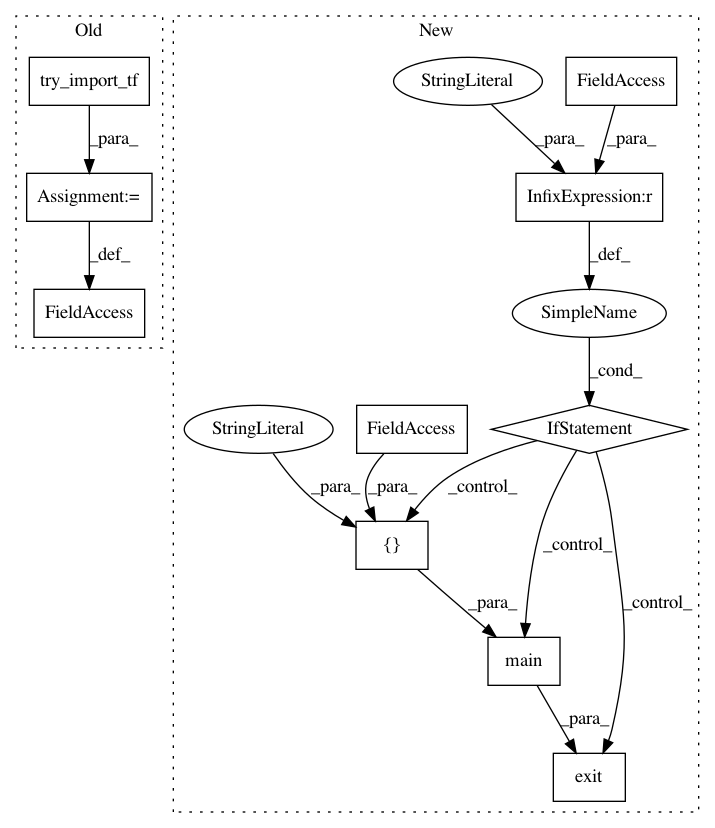 Old
New
try_import_tf
StringLiteral
FieldAccess
_para_
_para_
_para_
Assignment:=
InfixExpression:r
_def_
_def_
FieldAccess
SimpleName
_cond_
StringLiteral
FieldAccess
IfStatement
_para_
_para_
_control_
{}
_control_
_control_
_para_
main
_para_
exit